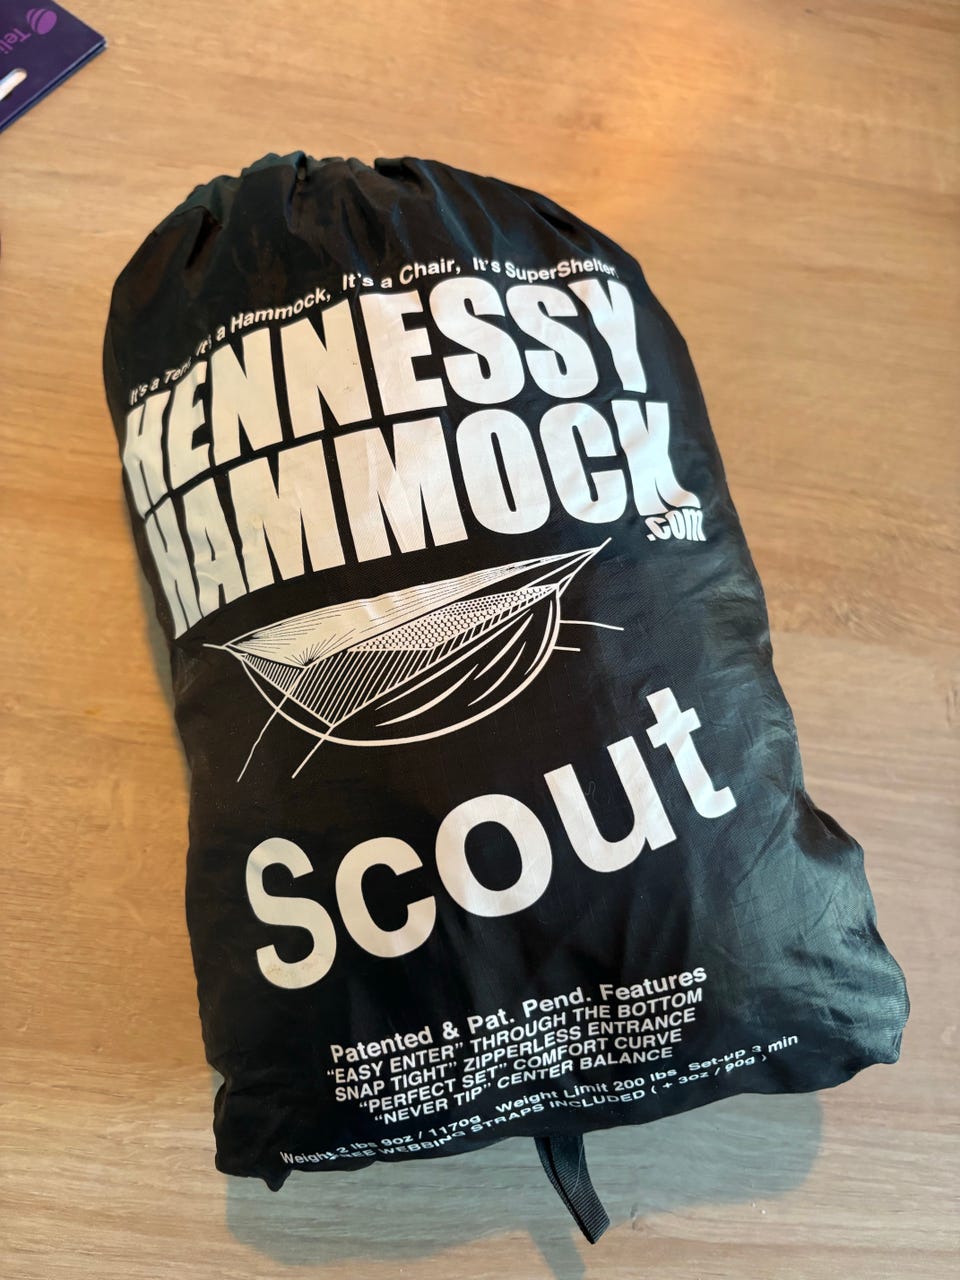 It's a Tent, It's a Hammock, It's a Chair, It's SuperShelter!
HENNESSY
HAMMOCK
.com
Scout
Patented & Pat. Pend. Features
"EASY ENTER" THROUGH THE BOTTOM
SNAP TIGHT" ZIPPERLESS ENTRANCE
"PERFECT SET" COMFORT CURVE
"NEVER TIP" CENTER BALANCE
Weight 2 lbs 9oz / 1170g Weight Limit 200 lbs Set-up 3 min
FREE WEBBING STRAPS INCLUDED ( + 3oz / 90g )